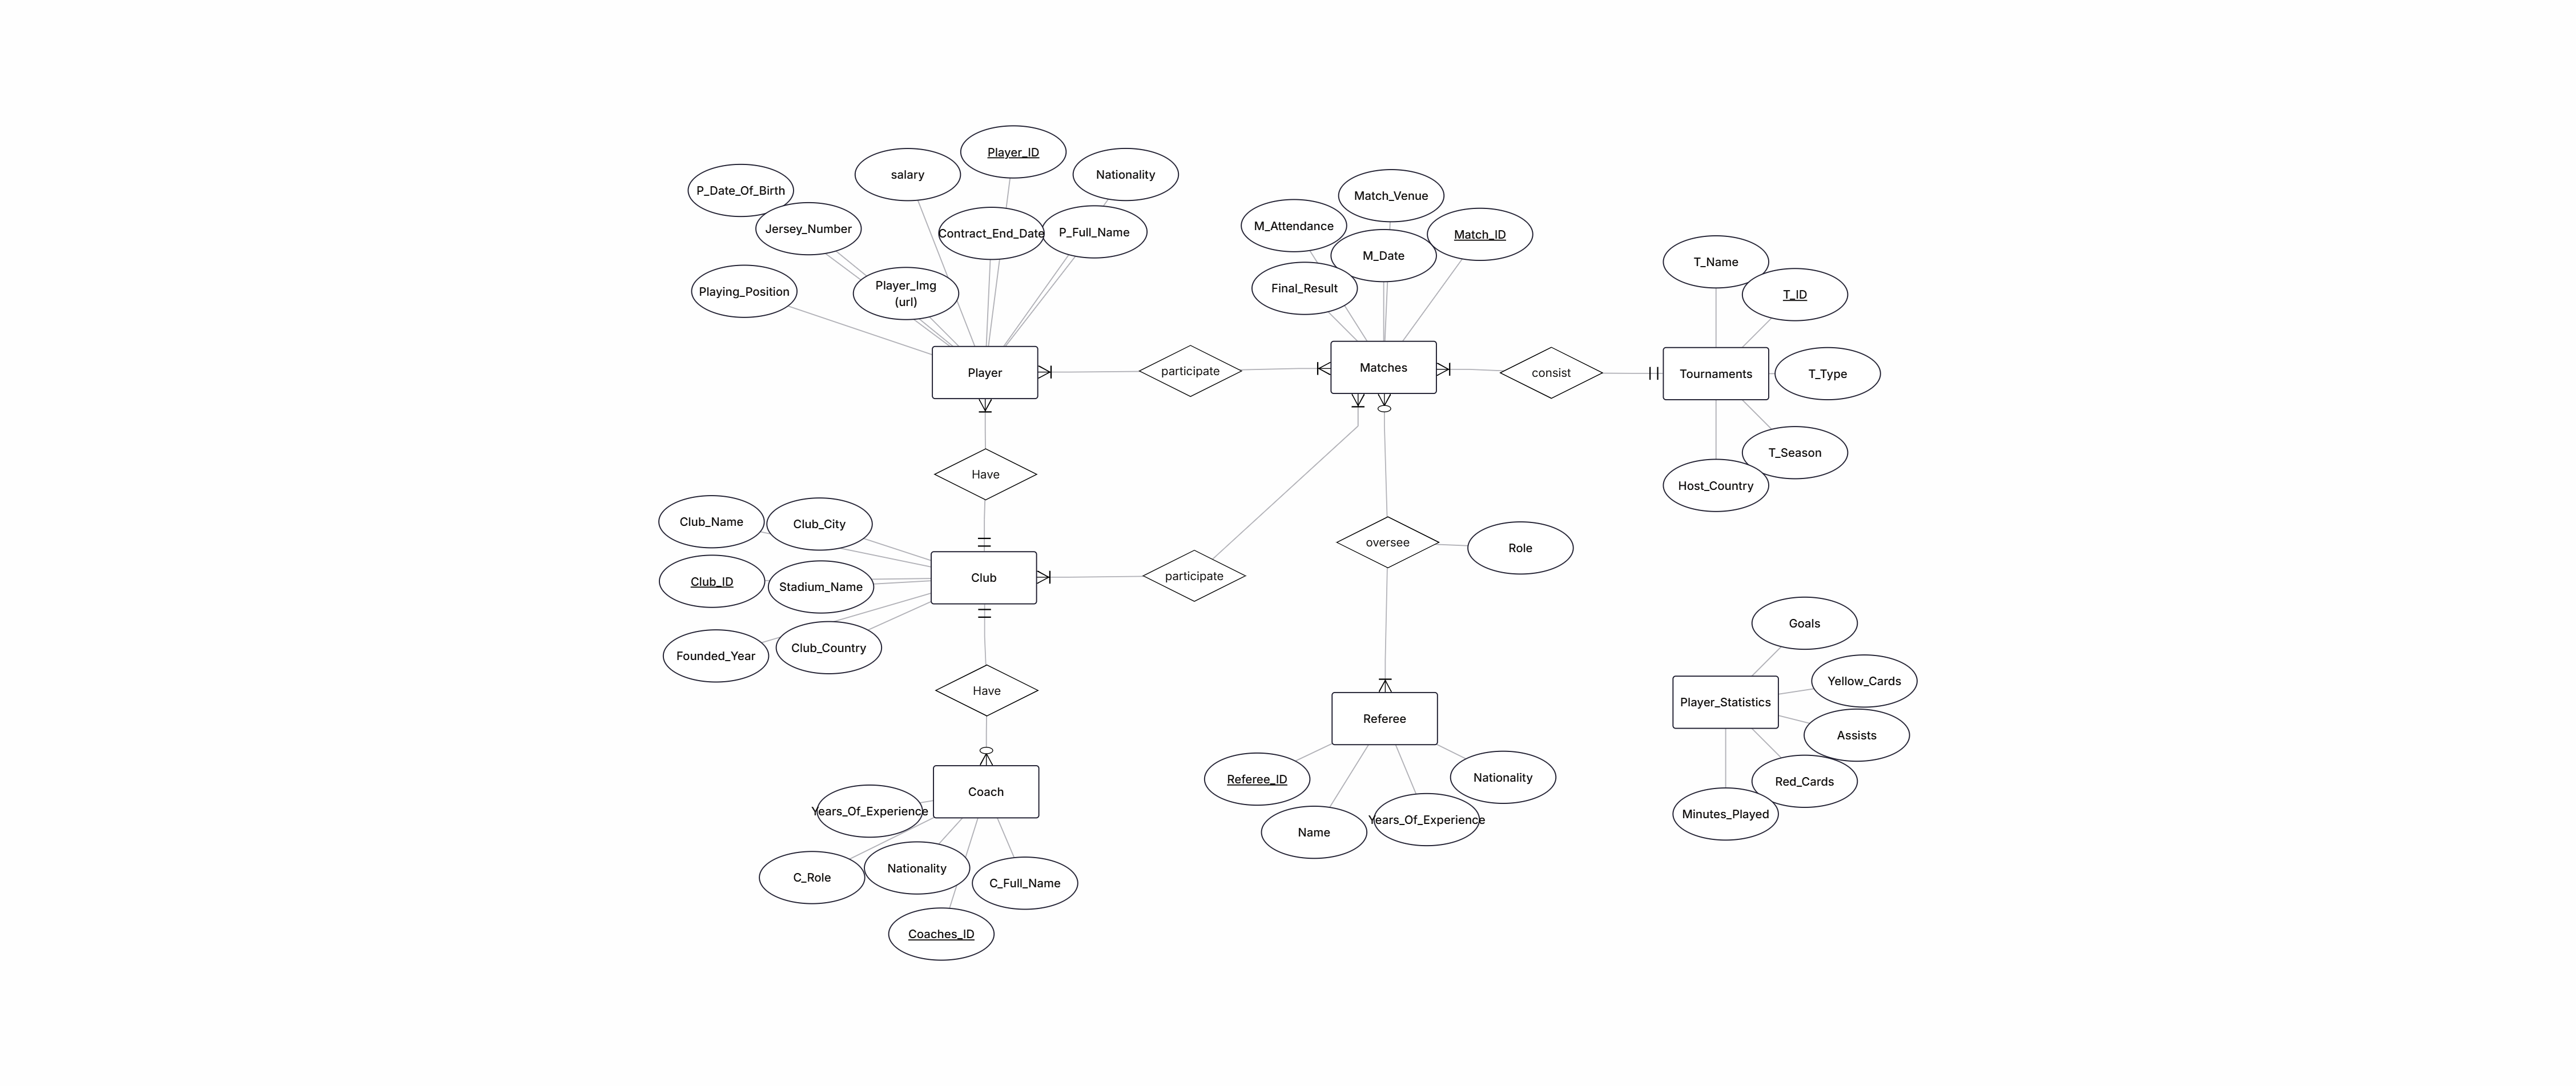 Player_ID
salary
Nationality
P_Date_Of_Birth
Jersey_Number
Contract_End_Date
P_Full_Name
Playing_Position
Player_Img
(url)
Player
participate
Match_Venue
M_Attendance
Match_ID
M_Date
Final_Result
Matches
consist
T_Name
T_ID
Tournaments
T_Type
T_Season
Host_Country
Have
Club_Name
Club_City
Club_ID
Stadium_Name
Club
Founded_Year
Club_Country
participate
oversee
Role
Have
Coach
Years_Of_Experience
C_Role
Nationality
C_Full_Name
Coaches_ID
Referee
Referee_ID
Name
Years_Of_Experience
Nationality
Goals
Player_Statistics
Yellow_Cards
Assists
Red_Cards
Minutes_Played